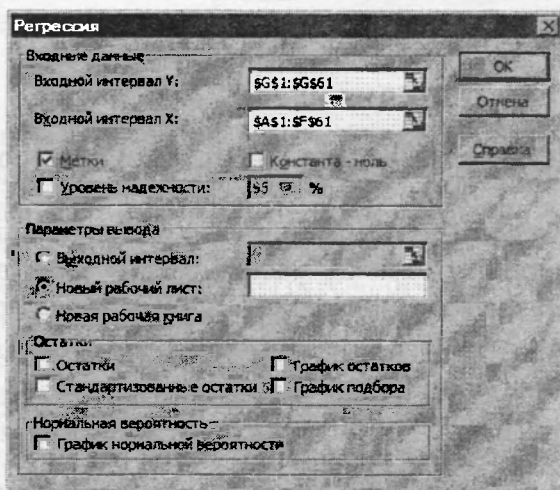 Регрессия
Входные данные
Входной интервал Y: $G$1:$G$61
Входной интервал X: $A$1:$F$61
Метки Константа - ноль
Уровень надежности: %
OK
Отмена
Справка
Параметры вывода
Выходной интервал:
Новый рабочий лист:
Новая рабочая книга
Остатки
Остатки График остатков
Стандартизованные остатки График подбора
Нормальная вероятность
График нормальной вероятности